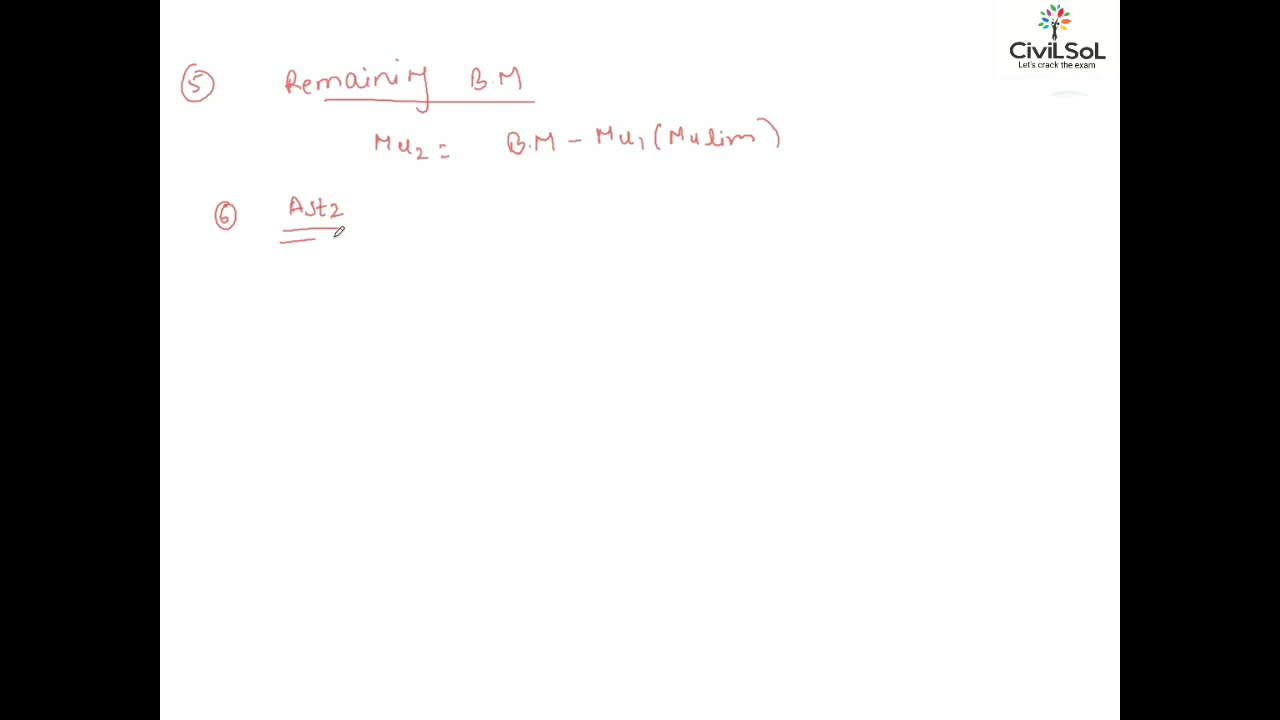 CiViLSoL
Let's crack the exam
5 Remaining B.M
Mu2 = B.M - Mu1 (Mulim)
6 Ast2